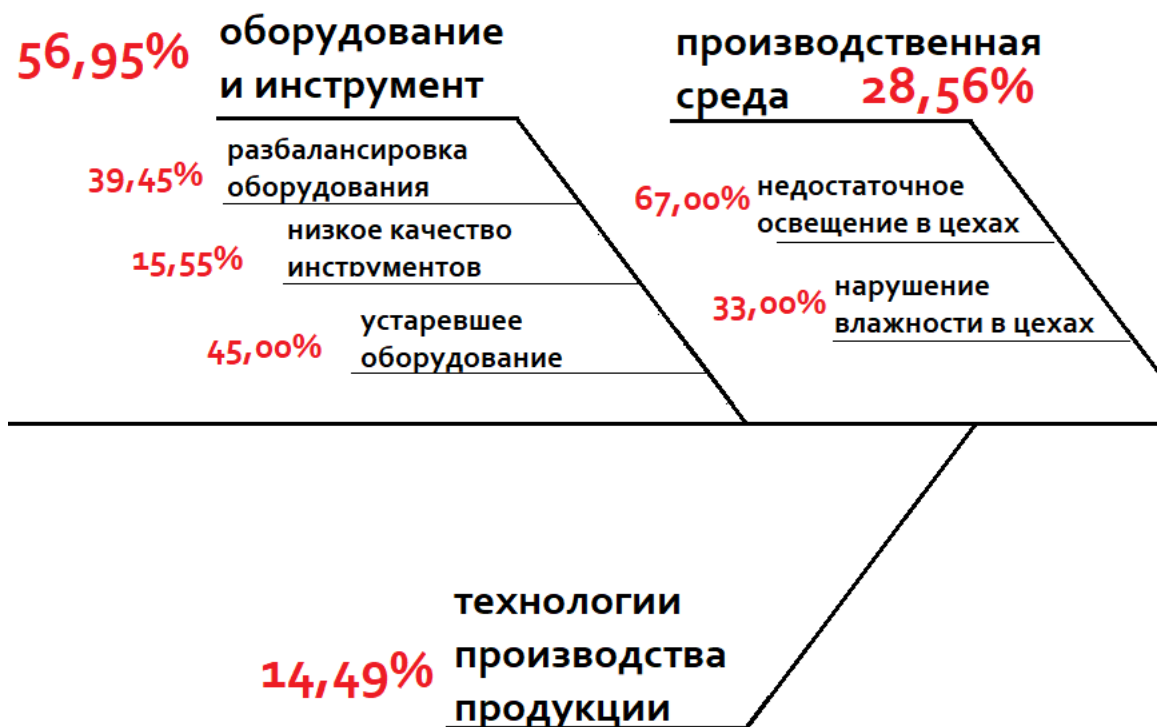 56,95%
оборудование
и инструмент
39,45%
разбалансировка
оборудования
15,55%
низкое качество
инструментов
45,00%
устаревшее
оборудование
производственная
среда 28,56%
67,00%
недостаточное
освещение в цехах
33,00%
нарушение
влажности в цехах
14,49%
технологии
производства
продукции